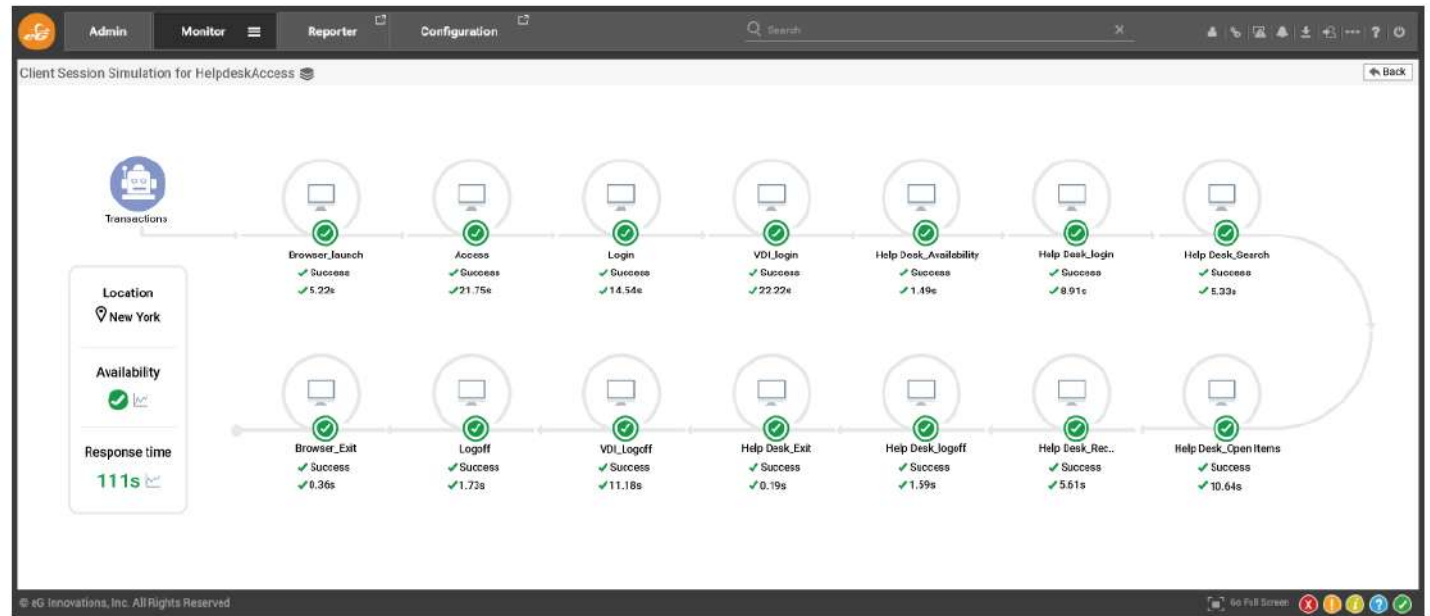 eG
Admin
Monitor
Reporter
Configuration
Search
Client Session Simulation for HelpdeskAccess
Back
Transactions
Browser_launch
Success
5.22s
Access
Success
21.75s
Login
Success
14.54s
VDI_login
Success
22.22s
Help Desk_Availability
Success
1.49s
Help Desk_login
Success
8.91s
Help Desk_Search
Success
5.33s
Location
New York
Availability
Response time
111s
Browser_Exit
Success
0.36s
Logoff
Success
1.73s
VDI_Logoff
Success
11.18s
Help Desk_Exit
Success
0.19s
Help Desk_logoff
Success
1.59s
Help Desk_Rec..
Success
5.61s
Help Desk_Open Items
Success
10.64s
© eG Innovations, Inc. All Rights Reserved
Go Full Screen